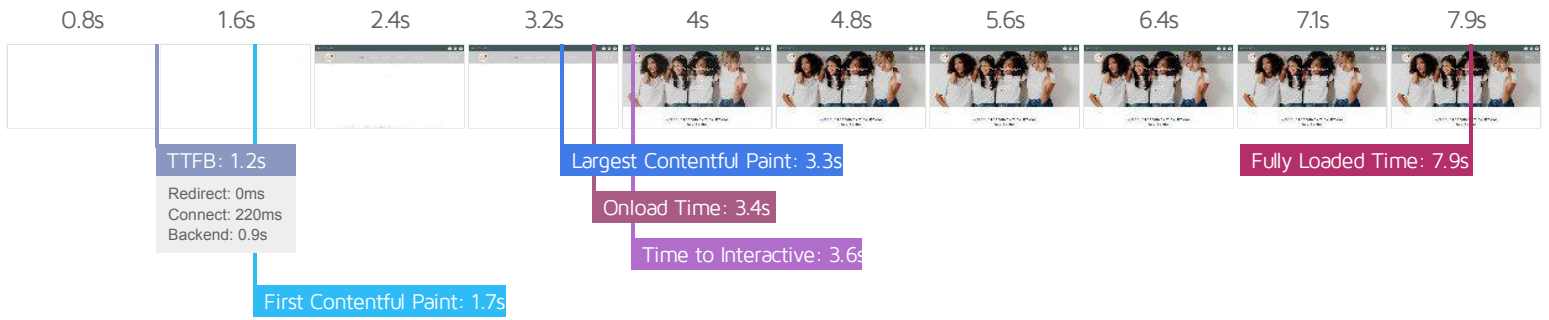 0.8s
1.6s
2.4s
3.2s
4s
4.8s
5.6s
6.4s
7.1s
7.9s
TTFB: 1.2s
Redirect: 0ms
Connect: 220ms
Backend: 0.9s
First Contentful Paint: 1.7s
Largest Contentful Paint: 3.3s
Onload Time: 3.4s
Time to Interactive: 3.6s
Fully Loaded Time: 7.9s